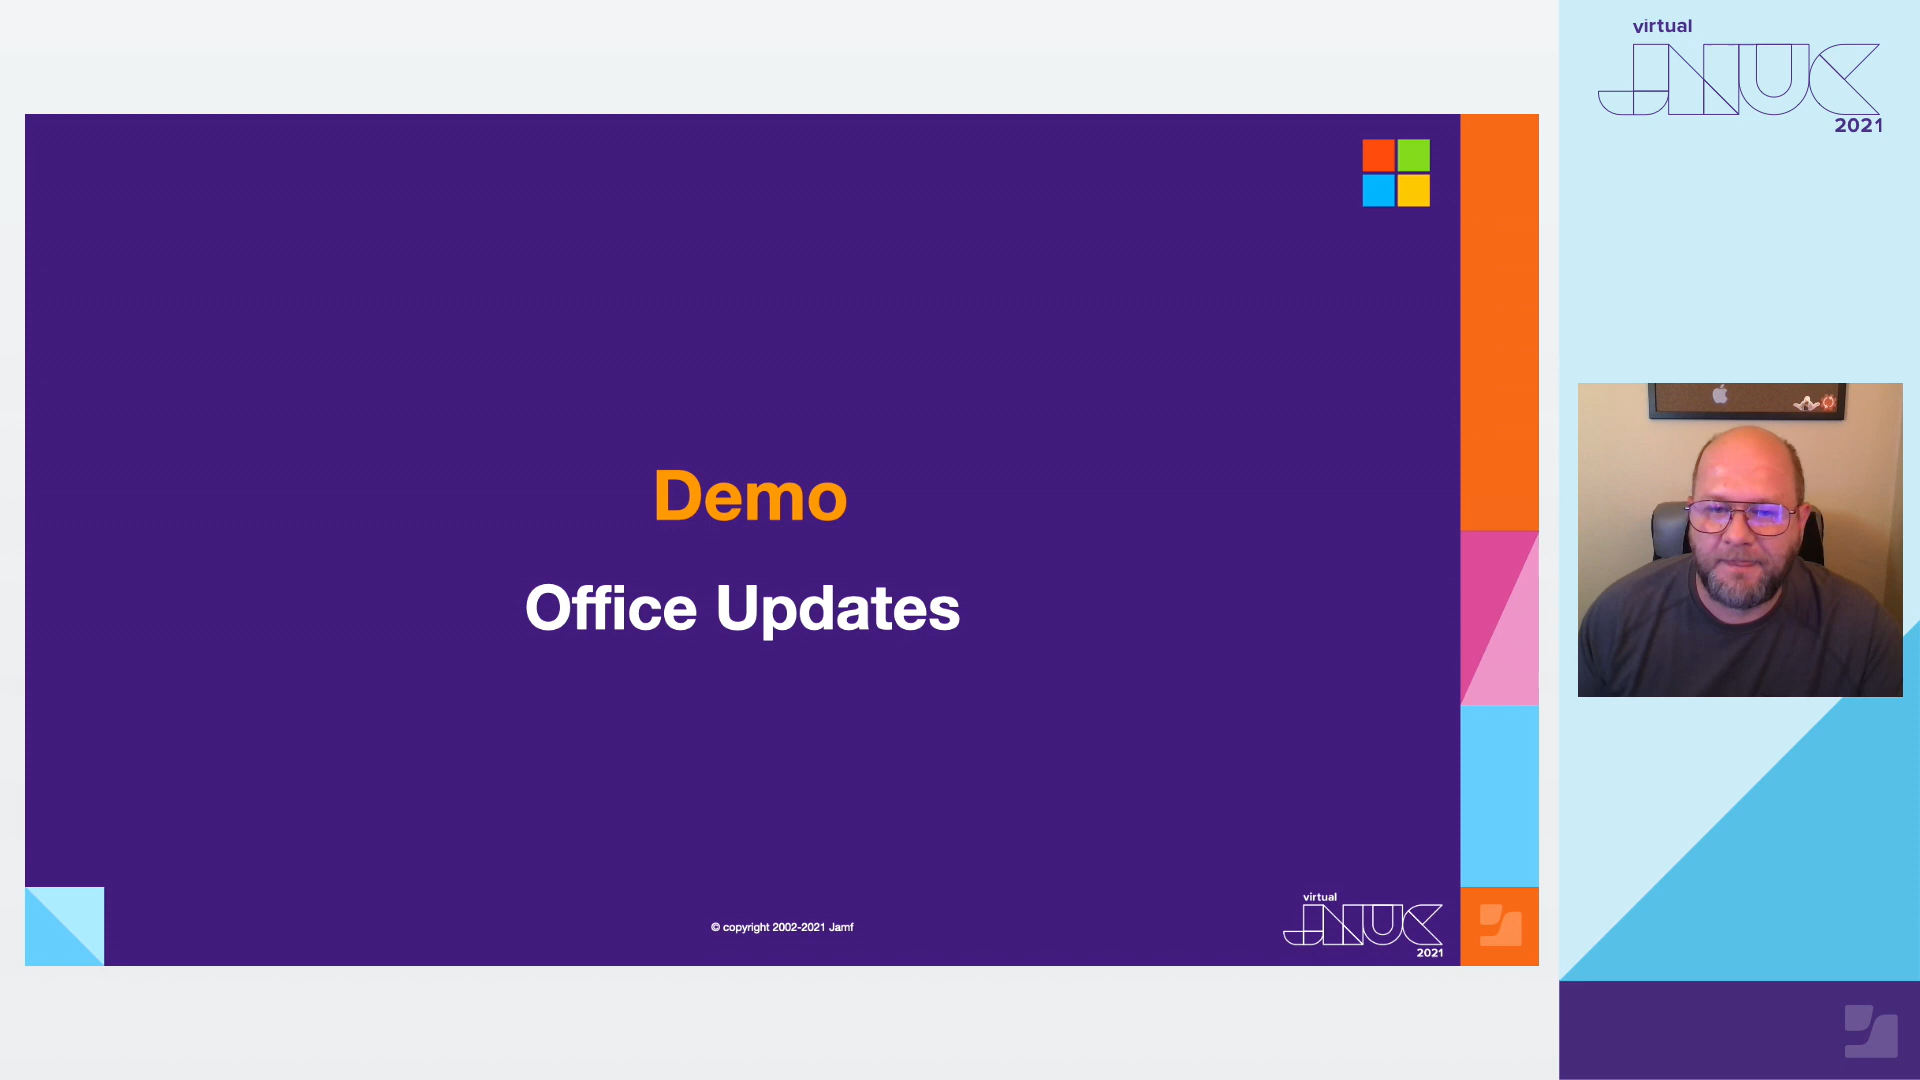 Demo
Office Updates
© copyright 2002-2021 Jamf
virtual
JNUC
2021
virtual
JNUC
2021